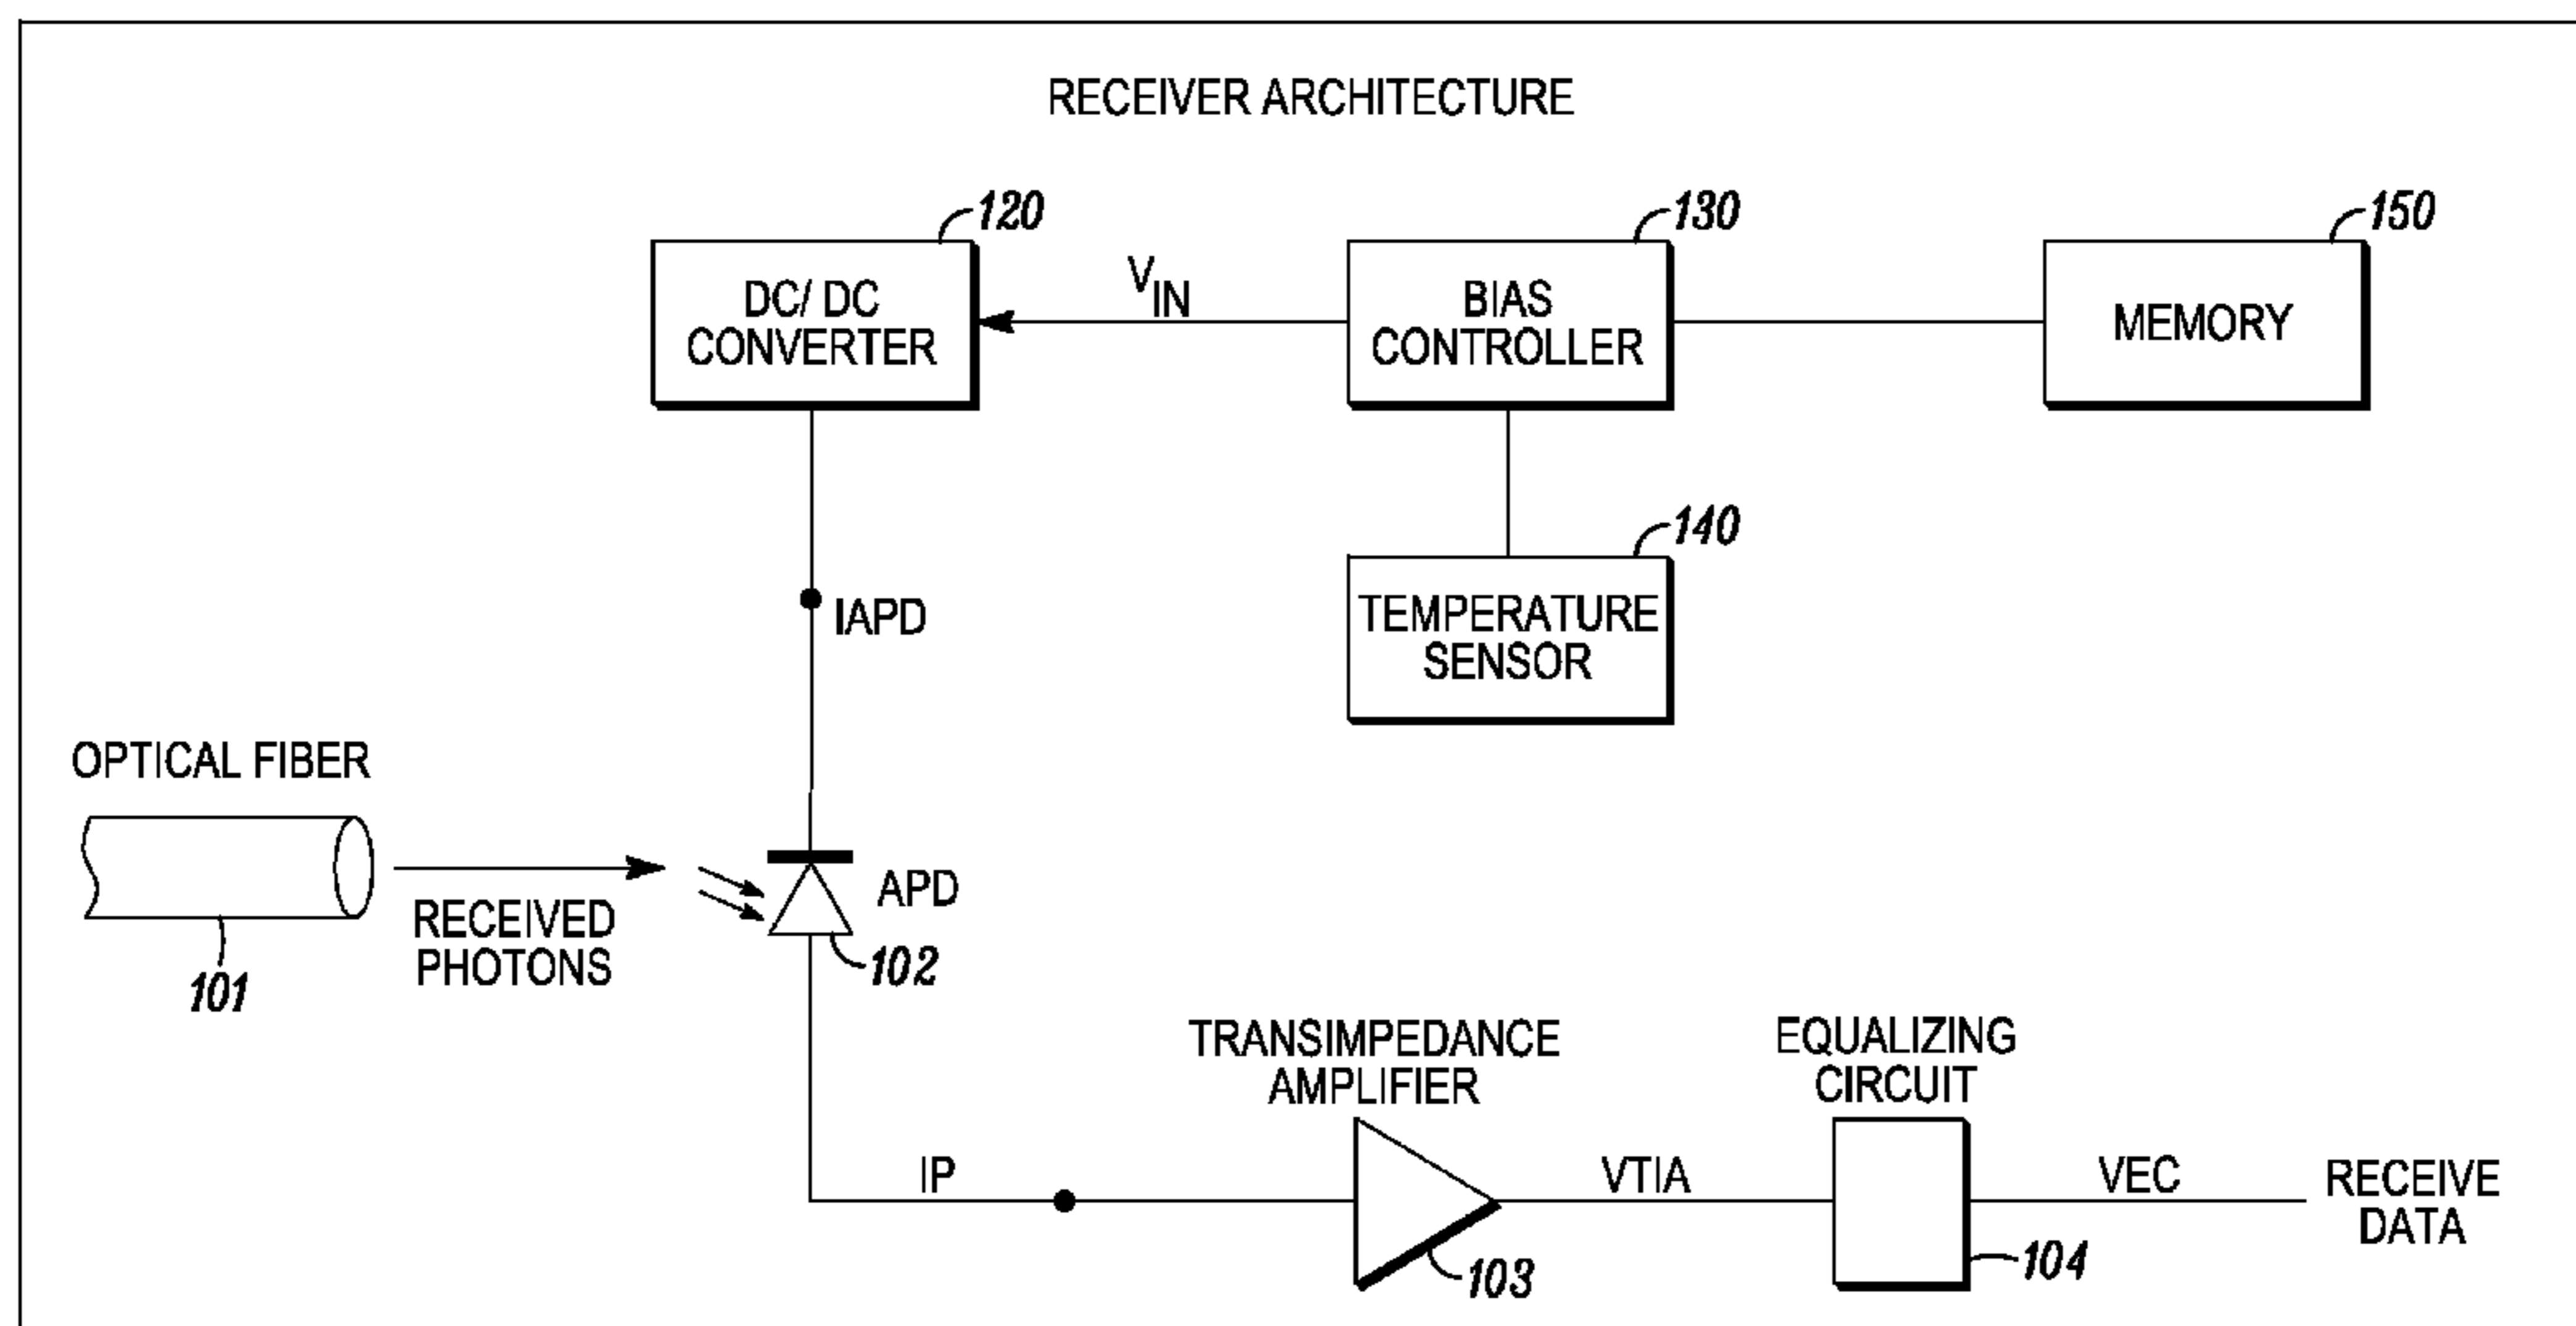 RECEIVER ARCHITECTURE
120
130
150
DC/ DC
CONVERTER
VIN
BIAS
CONTROLLER
MEMORY
140
IAPD
TEMPERATURE
SENSOR
OPTICAL FIBER
APD
RECEIVED
PHOTONS
101
102
TRANSIMPEDANCE
AMPLIFIER
EQUALIZING
CIRCUIT
IP
VTIA
VEC
RECEIVE
DATA
103
104